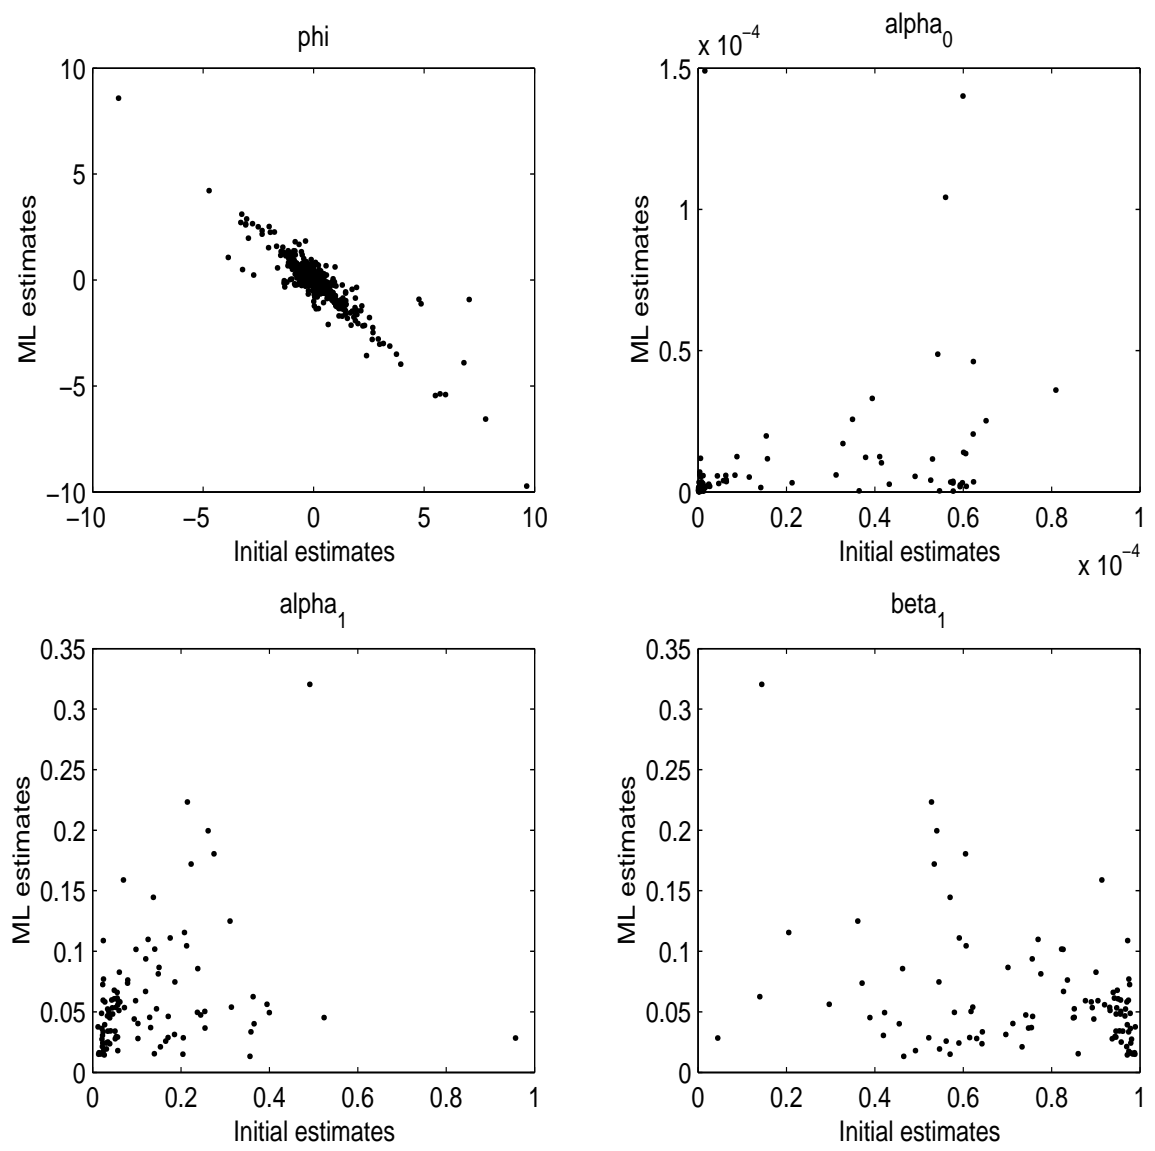 phi
10
5
0
−5
−10
−10 −5 0 5 10
ML estimates
Initial estimates
alpha0
x 10−4
1.5
1
0.5
0
0 0.2 0.4 0.6 0.8 1
ML estimates
Initial estimates
x 10−4
alpha1
0.35
0.3
0.25
0.2
0.15
0.1
0.05
0
0 0.2 0.4 0.6 0.8 1
ML estimates
Initial estimates
beta1
0.35
0.3
0.25
0.2
0.15
0.1
0.05
0
0 0.2 0.4 0.6 0.8 1
ML estimates
Initial estimates